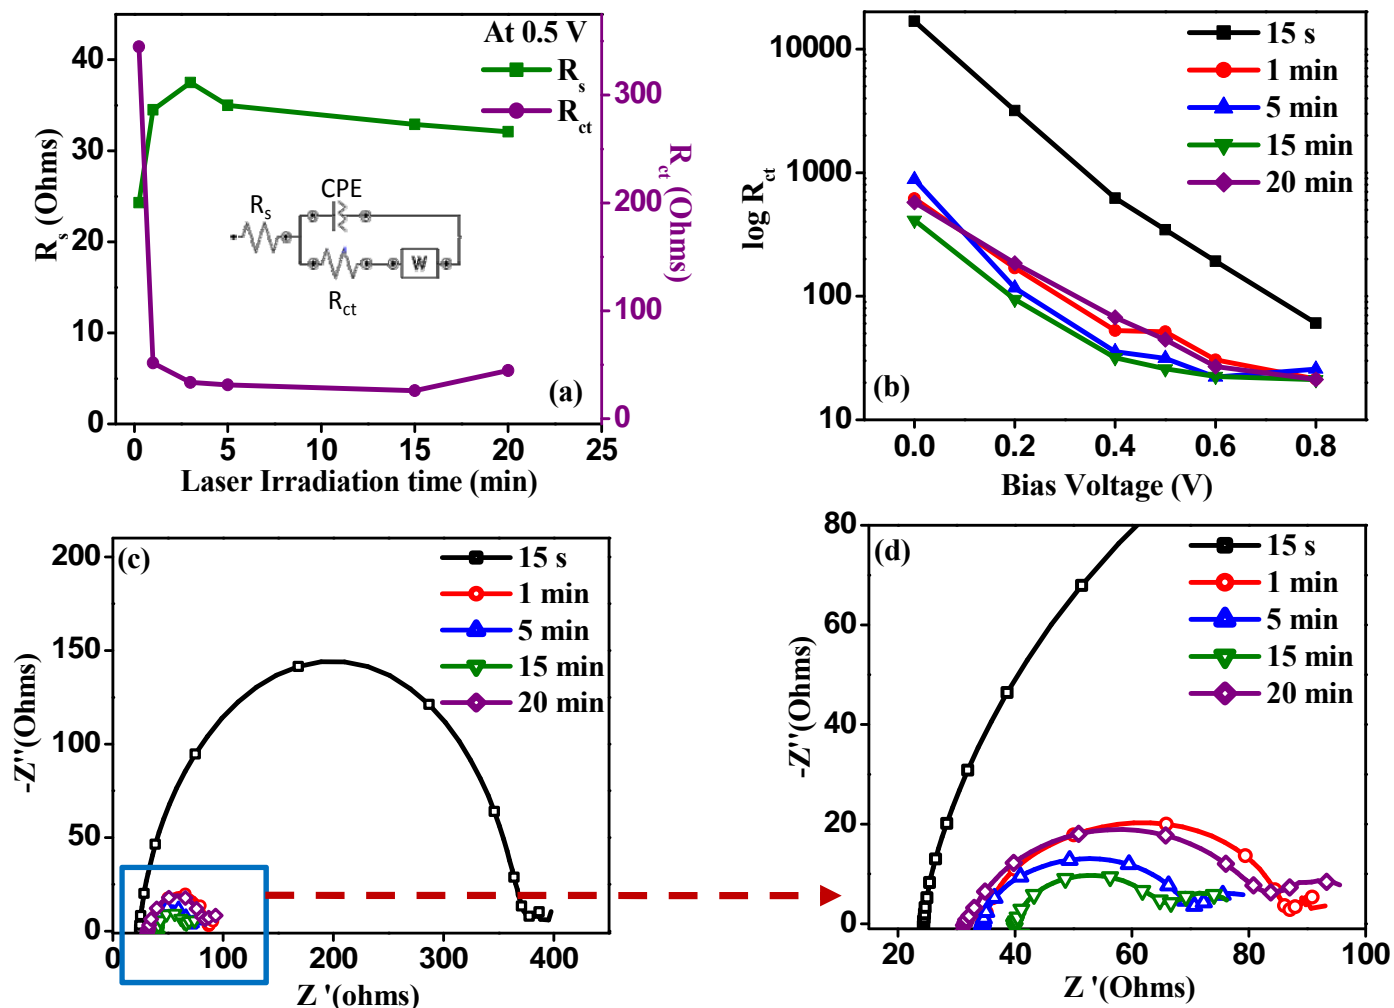 At 0.5 V
R_s
R_ct
40
30
20
10
0
R_s (Ohms)
300
200
100
0
R_ct (Ohms)
R_s
CPE
W
R_ct
(a)
0 5 10 15 20 25
Laser Irradiation time (min)
15 s
1 min
5 min
15 min
20 min
10000
1000
100
10
log R_ct
(b)
0.0 0.2 0.4 0.6 0.8
Bias Voltage (V)
(c)
15 s
1 min
5 min
15 min
20 min
200
150
100
50
0
-Z''(Ohms)
0 100 200 300 400
Z '(ohms)
(d)
15 s
1 min
5 min
15 min
20 min
80
60
40
20
0
-Z''(Ohms)
20 40 60 80 100
Z '(Ohms)